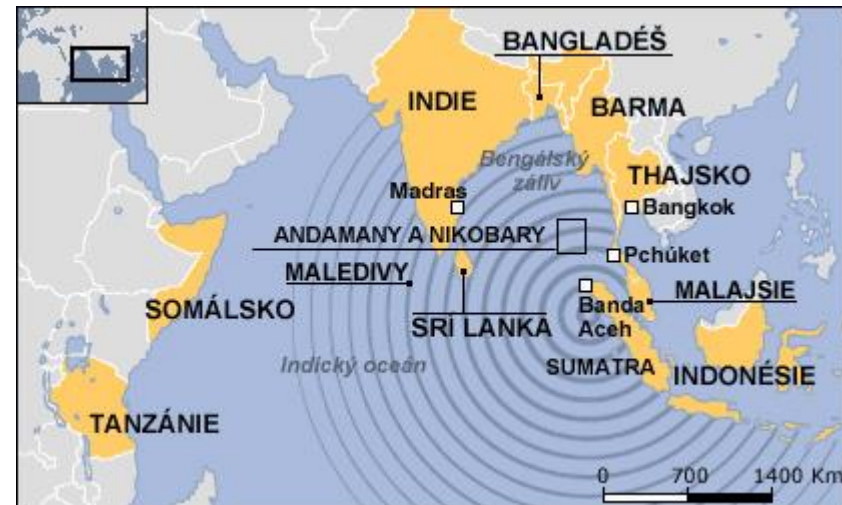 BANGLADÉŠ
INDIE
BARMA
Bengálský
záliv
THAJSKO
Madras
Bangkok
ANDAMANY A NIKOBARY
Pchúket
MALEDIVY
MALAJSIE
SOMÁLSKO
SRÍ LANKA
Banda
Aceh
Indický oceán
SUMATRA
INDONÉSIE
TANZÁNIE
0 700 1400 Km